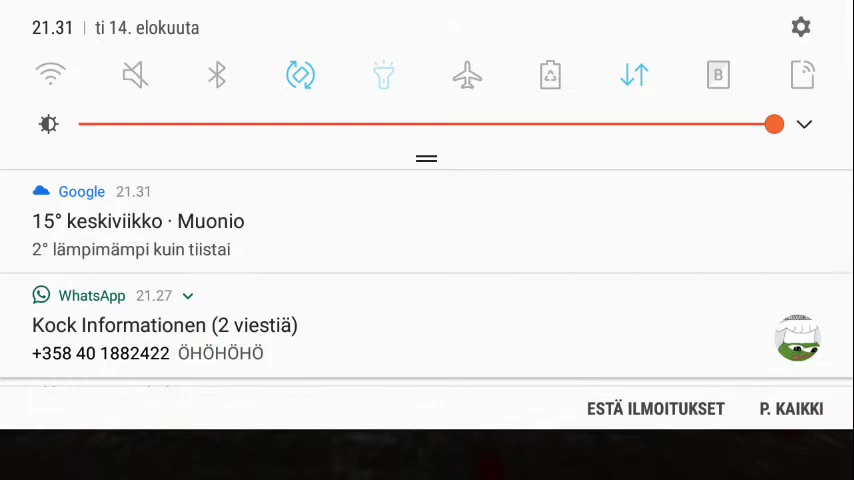 21.31 | ti 14. elokuuta
B
Google 21.31
15° keskiviikko · Muonio
2° lämpimämpi kuin tiistai
WhatsApp 21.27
Kock Informationen (2 viestiä)
+358 40 1882422 ÖHÖHÖHÖ
ESTÄ ILMOITUKSET P. KAIKKI